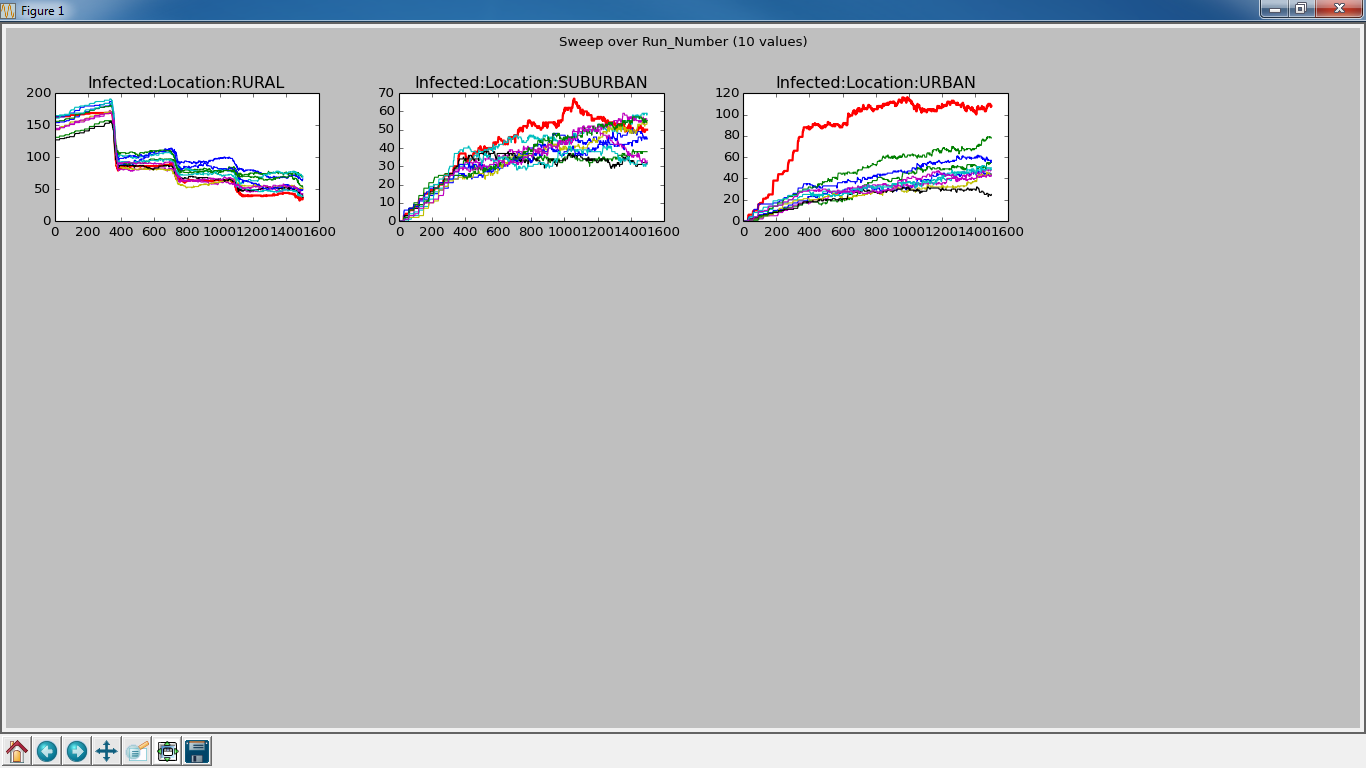 Figure 1
Sweep over Run_Number (10 values)
Infected:Location:RURAL
200
150
100
50
0
0 200 400 600 800 1000 1200 1400 1600
Infected:Location:SUBURBAN
70
60
50
40
30
20
10
0
0 200 400 600 800 1000 1200 1400 1600
Infected:Location:URBAN
120
100
80
60
40
20
0
0 200 400 600 800 1000 1200 1400 1600